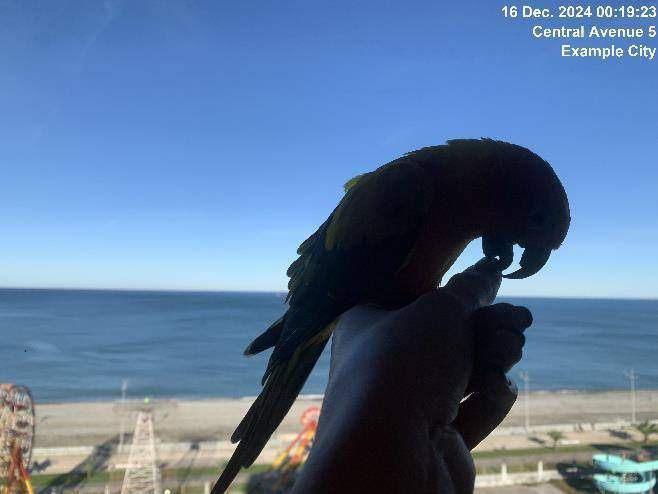 16 Dec. 2024 00:19:23
Central Avenue 5
Example City